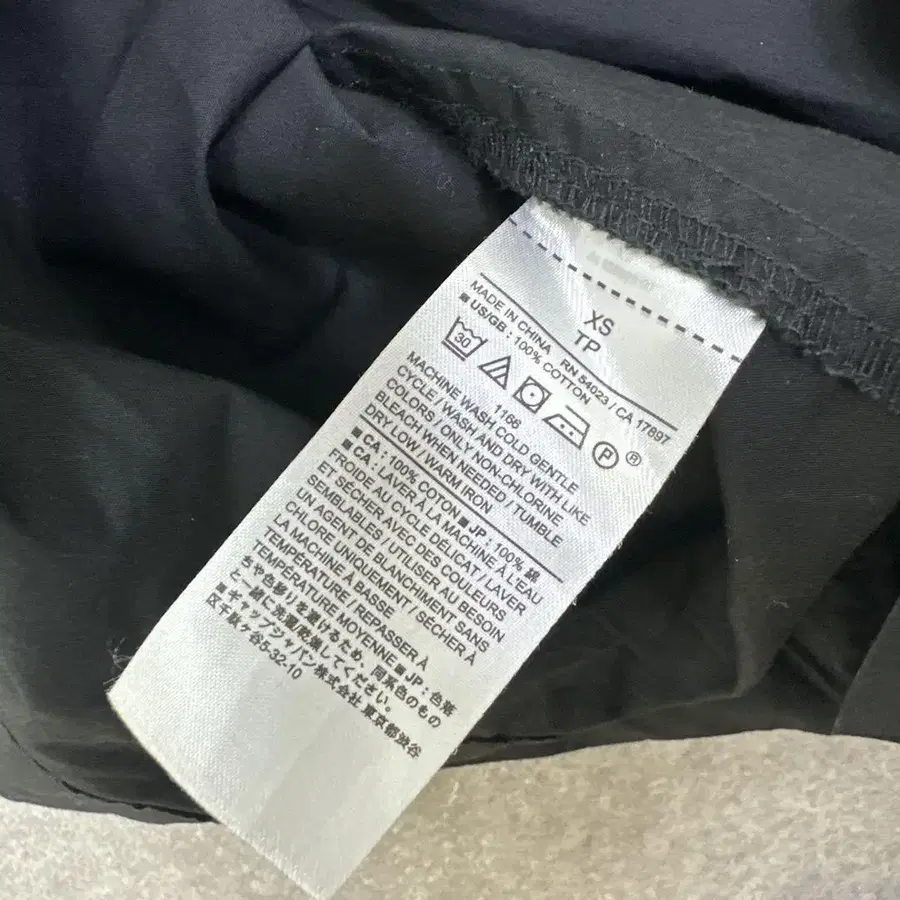 XS
TP
MADE IN CHINA RN 54023 / CA 17897
■ US/GB : 100% COTTON
30 P ®
1166
MACHINE WASH COLD GENTLE
CYCLE / WASH AND DRY WITH LIKE
COLORS / ONLY NON-CHLORINE
BLEACH WHEN NEEDED / TUMBLE
DRY LOW / WARM IRON
■ CA : 100% COTTON ■ JP : 100% 綿
■ CA : LAVER À LA MACHINE À L'EAU
FROIDE AU CYCLE DÉLICAT / LAVER
ET SÉCHER AVEC DES COULEURS
SEMBLABLES / UTILISER AU BESOIN
UN AGENT DE BLANCHIMENT SANS
CHLORE UNIQUEMENT / SÉCHER À
LA MACHINE À BASSE
TEMPÉRATURE / REPASSER À
TEMPÉRATURE MOYENNE ■ JP : 色落
ちや色移りを避けるため、同系色のもの
と一緒に洗濯乾燥してください。
■ ギャップジャパン株式会社 東京都渋谷
区千駄ヶ谷5-32-10